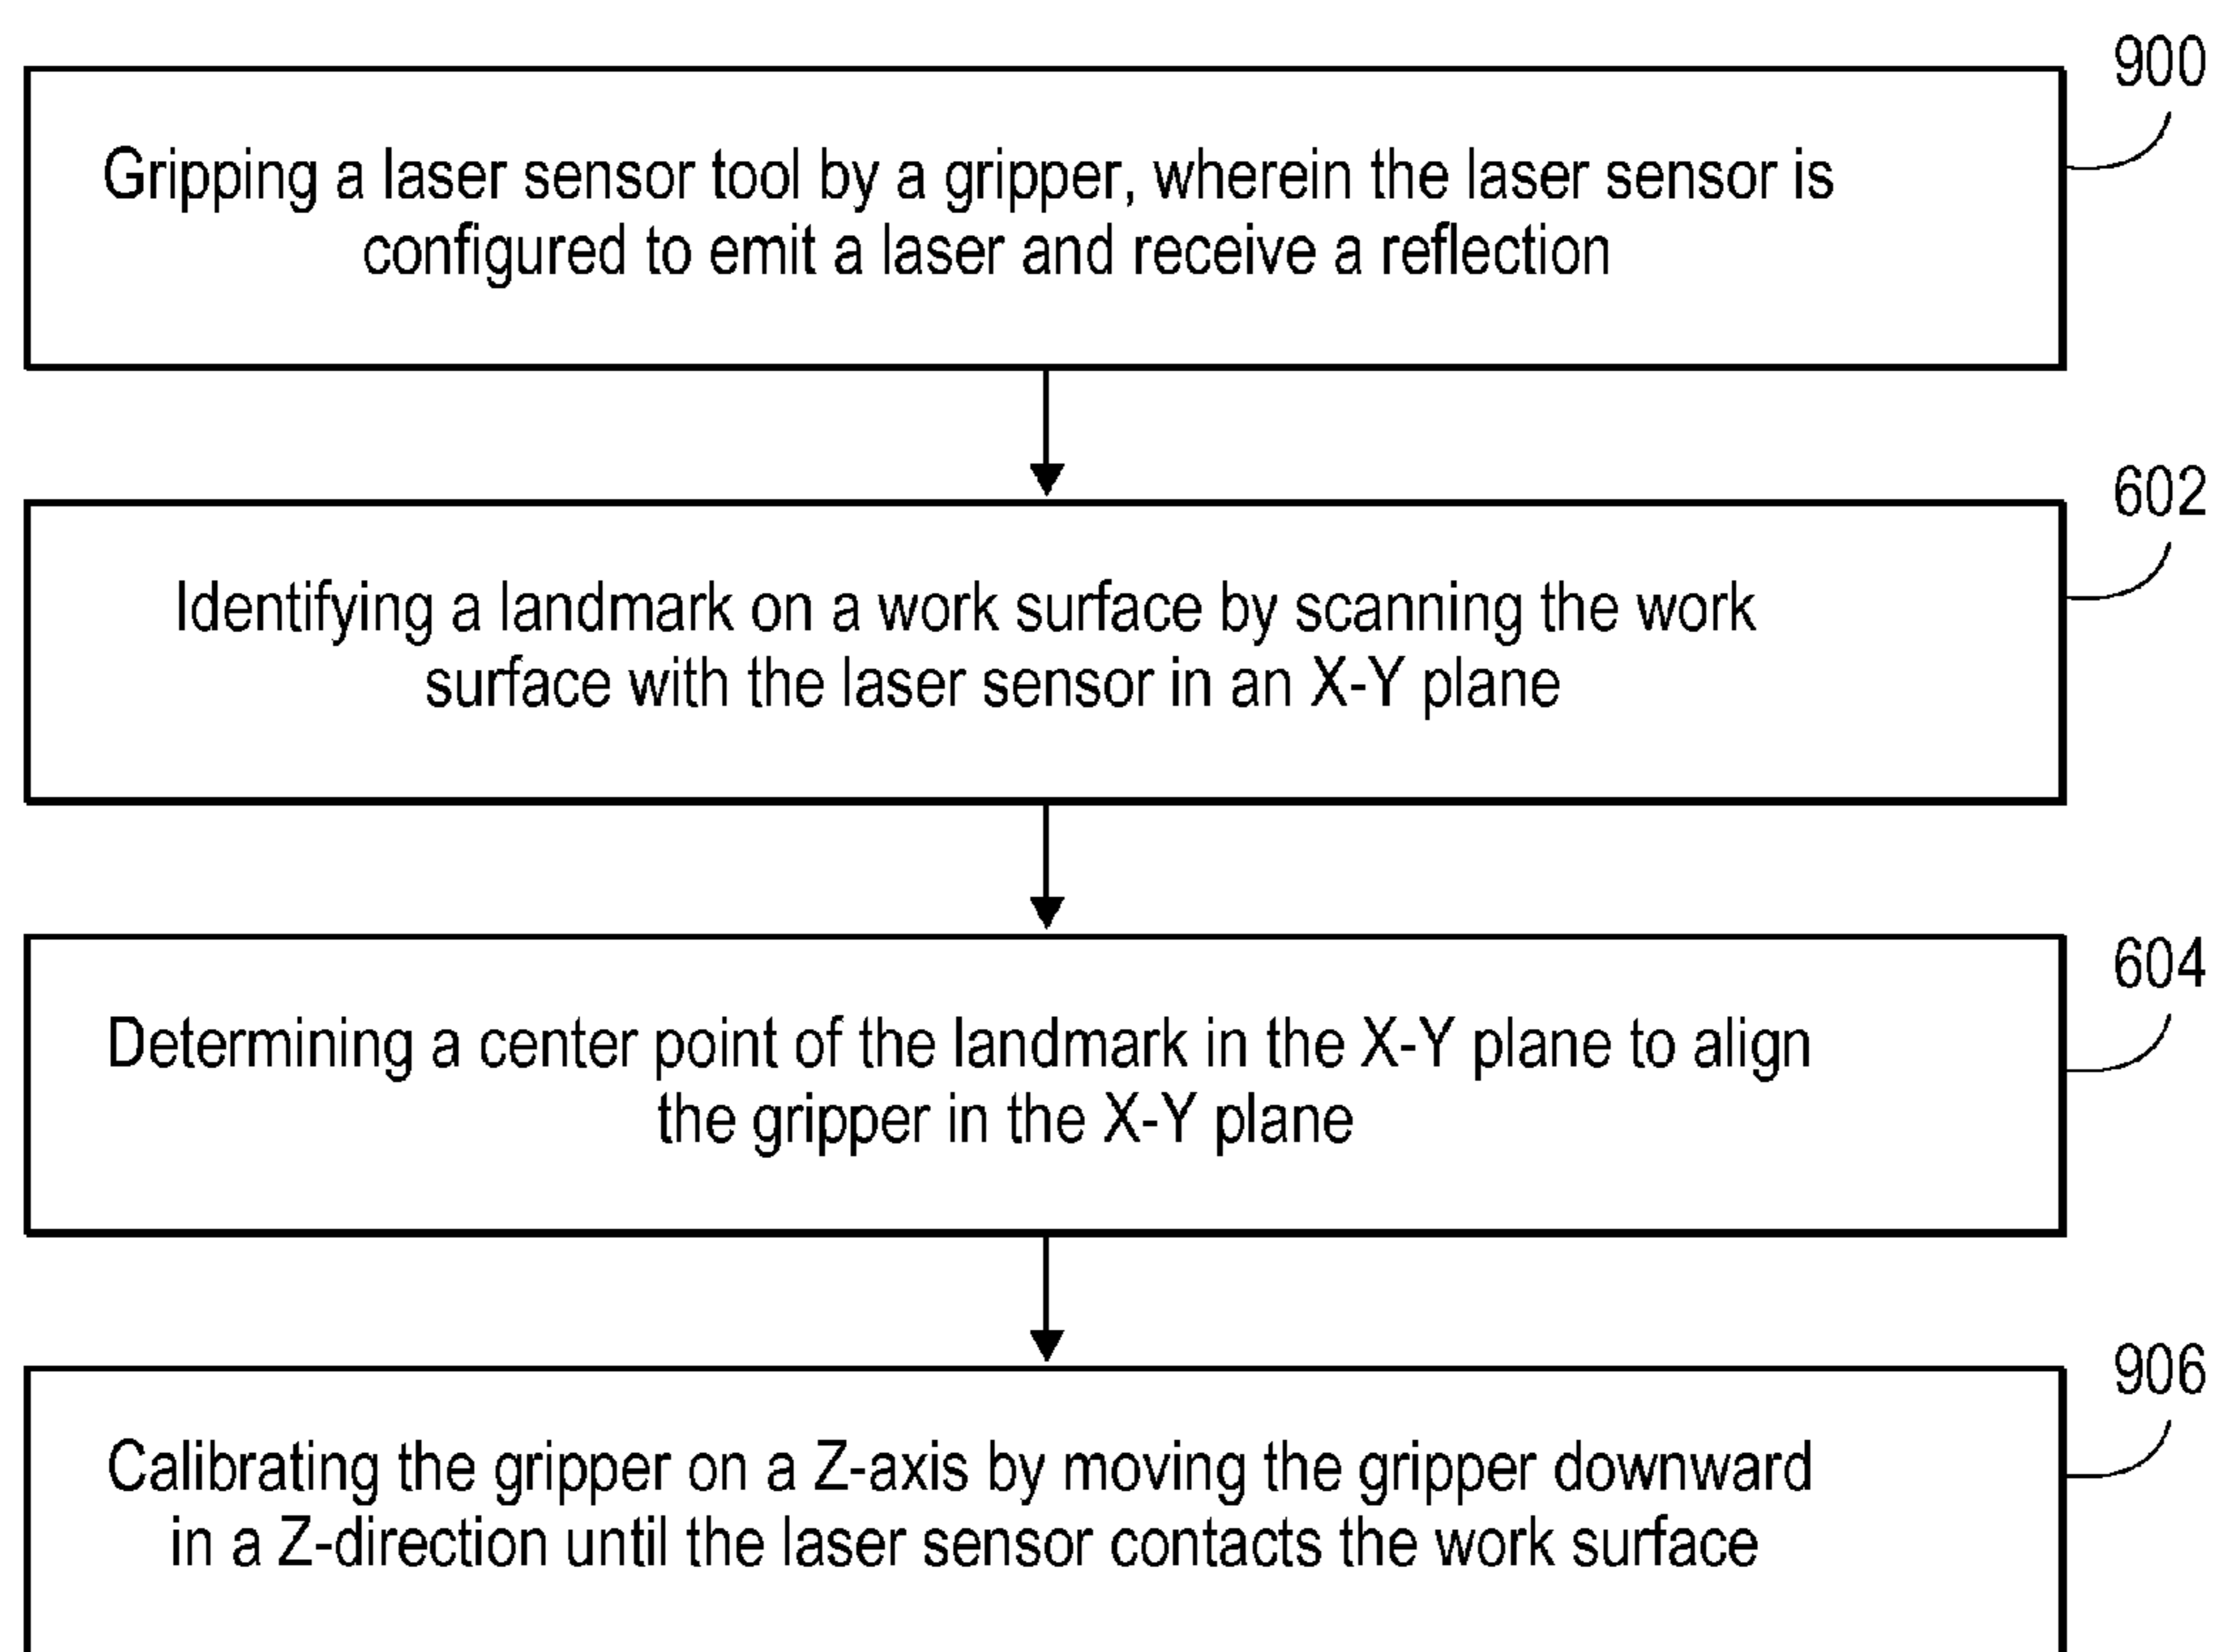 900
Gripping a laser sensor tool by a gripper, wherein the laser sensor is
configured to emit a laser and receive a reflection
602
Identifying a landmark on a work surface by scanning the work
surface with the laser sensor in an X-Y plane
604
Determining a center point of the landmark in the X-Y plane to align
the gripper in the X-Y plane
906
Calibrating the gripper on a Z-axis by moving the gripper downward
in a Z-direction until the laser sensor contacts the work surface